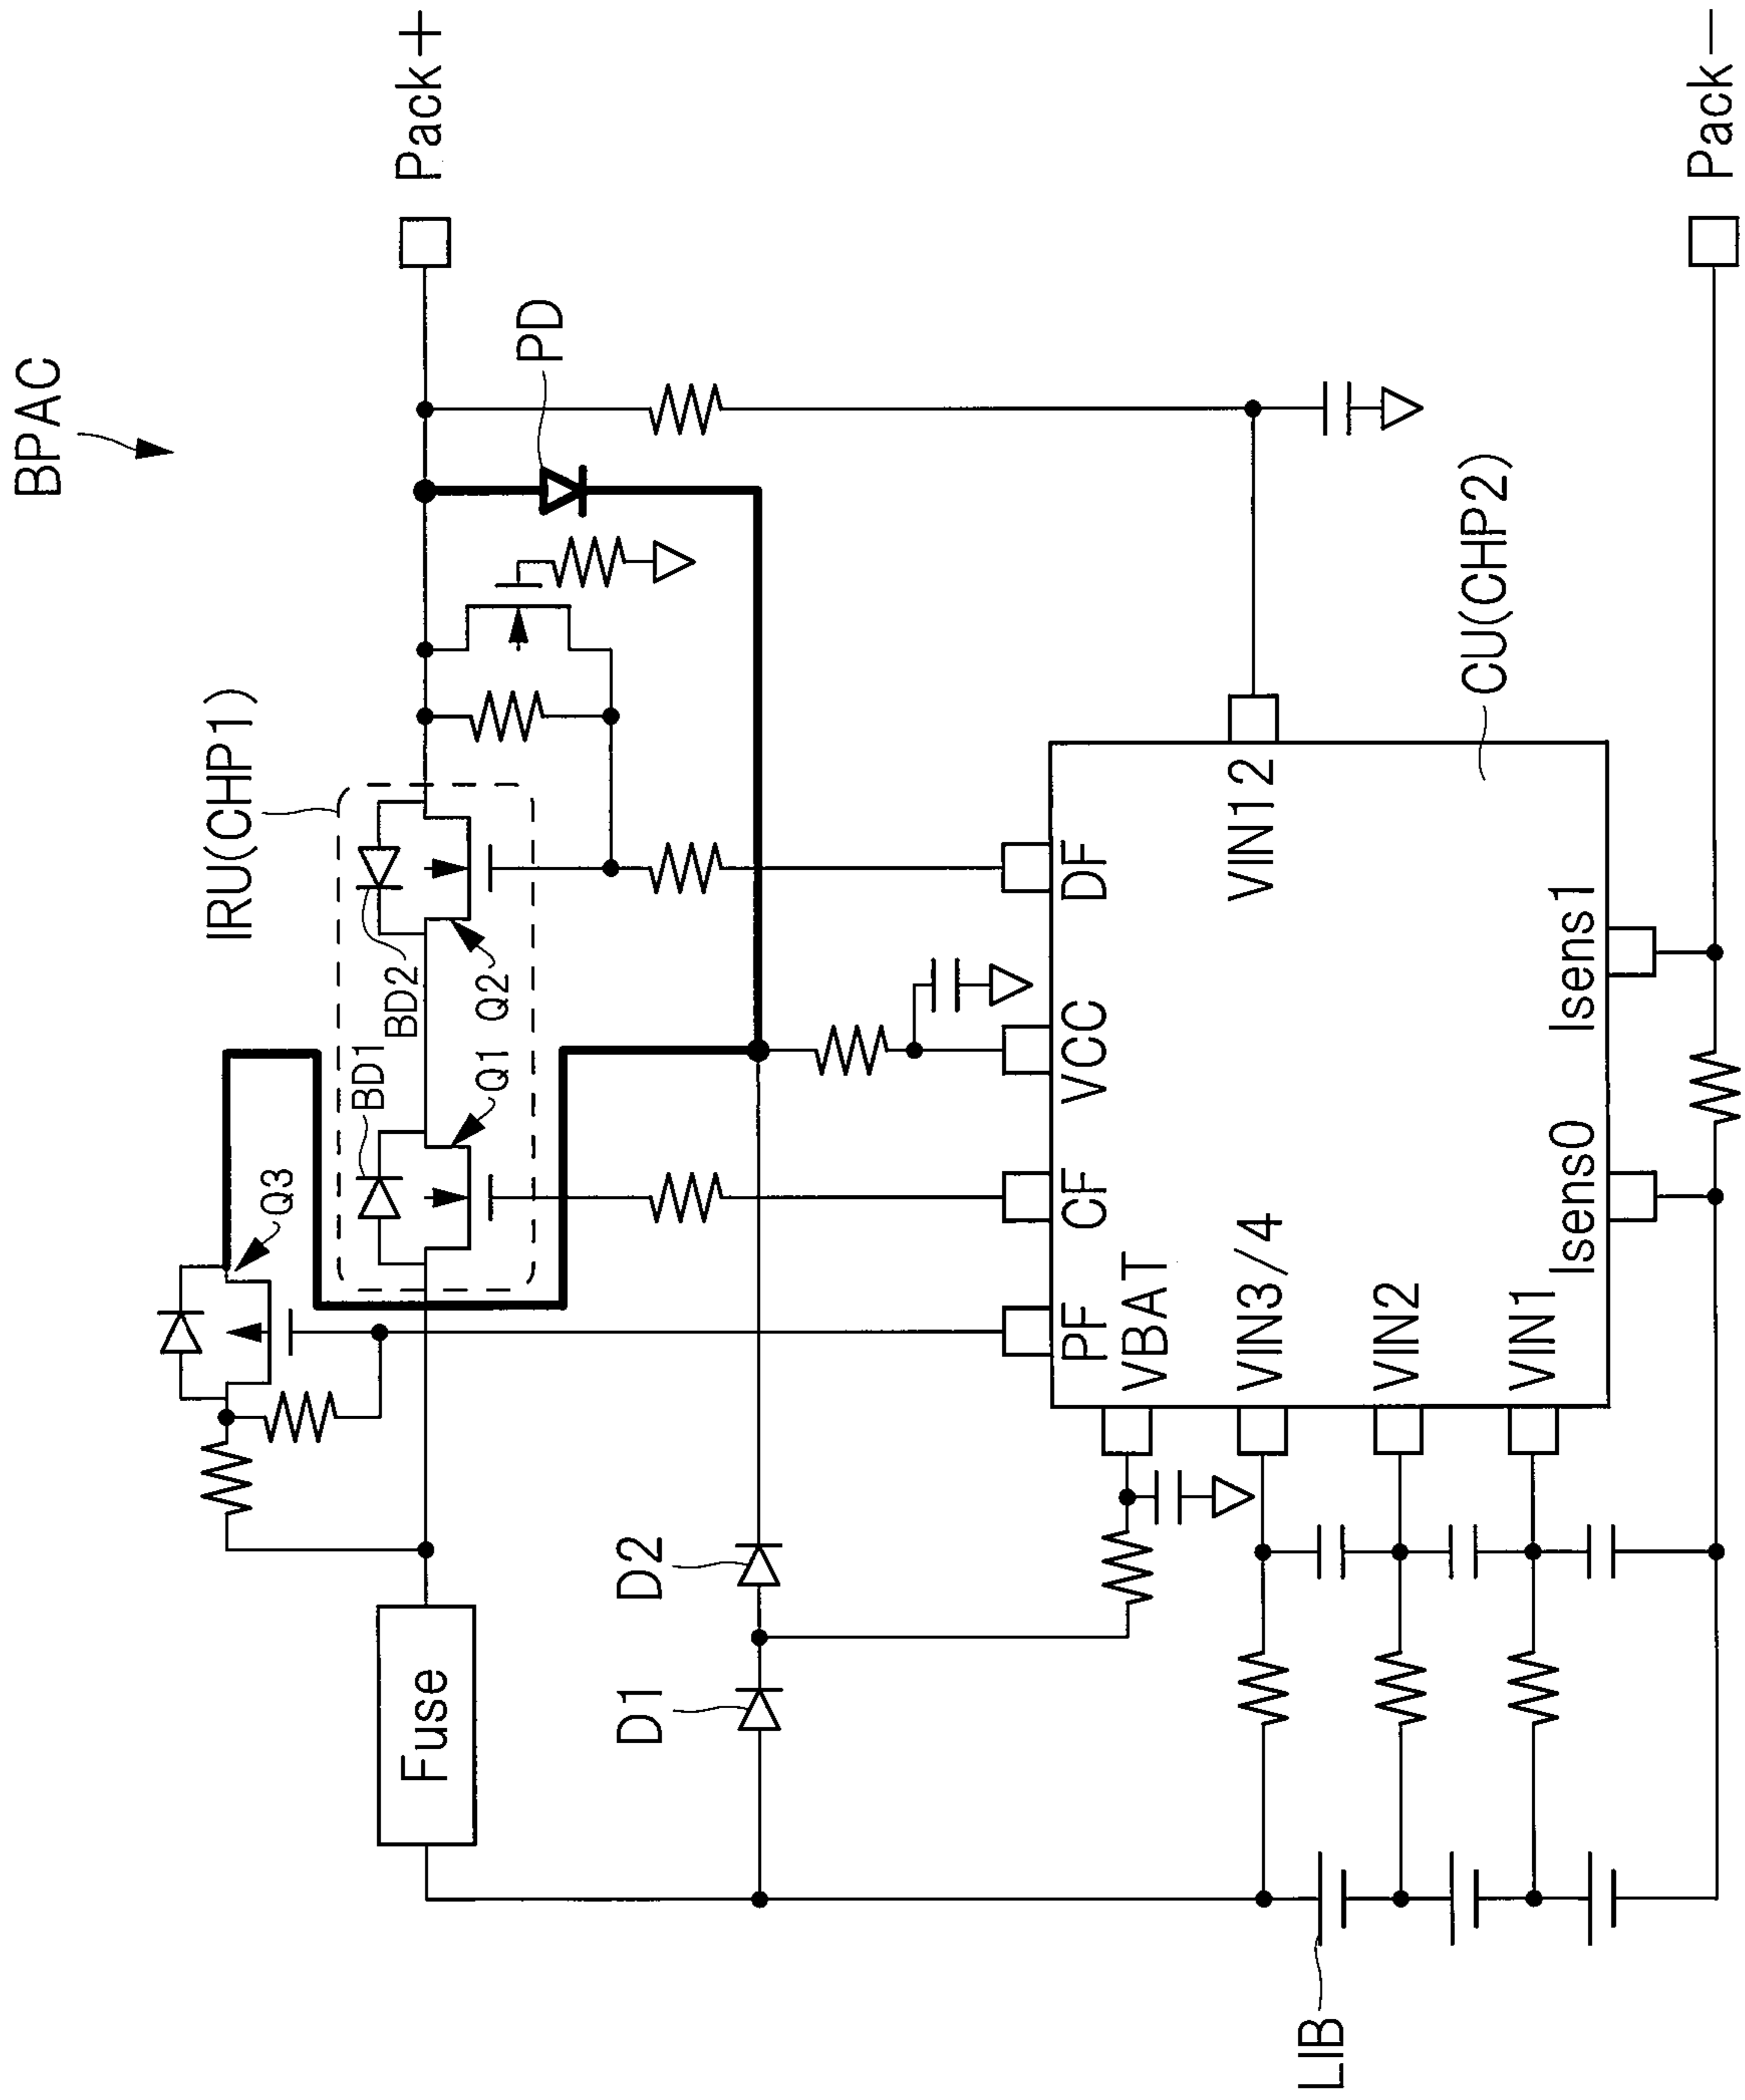 BPAC
Pack+
Pack-
PD
IRU(CHP1)
BD2
Q2
BD1
Q1
Q3
Fuse
D2
D1
LIB
CU(CHP2)
PF
CF
VCC
DF
VBAT
VIN3/4
VIN2
VIN1
VIN12
Isens0
Isens1